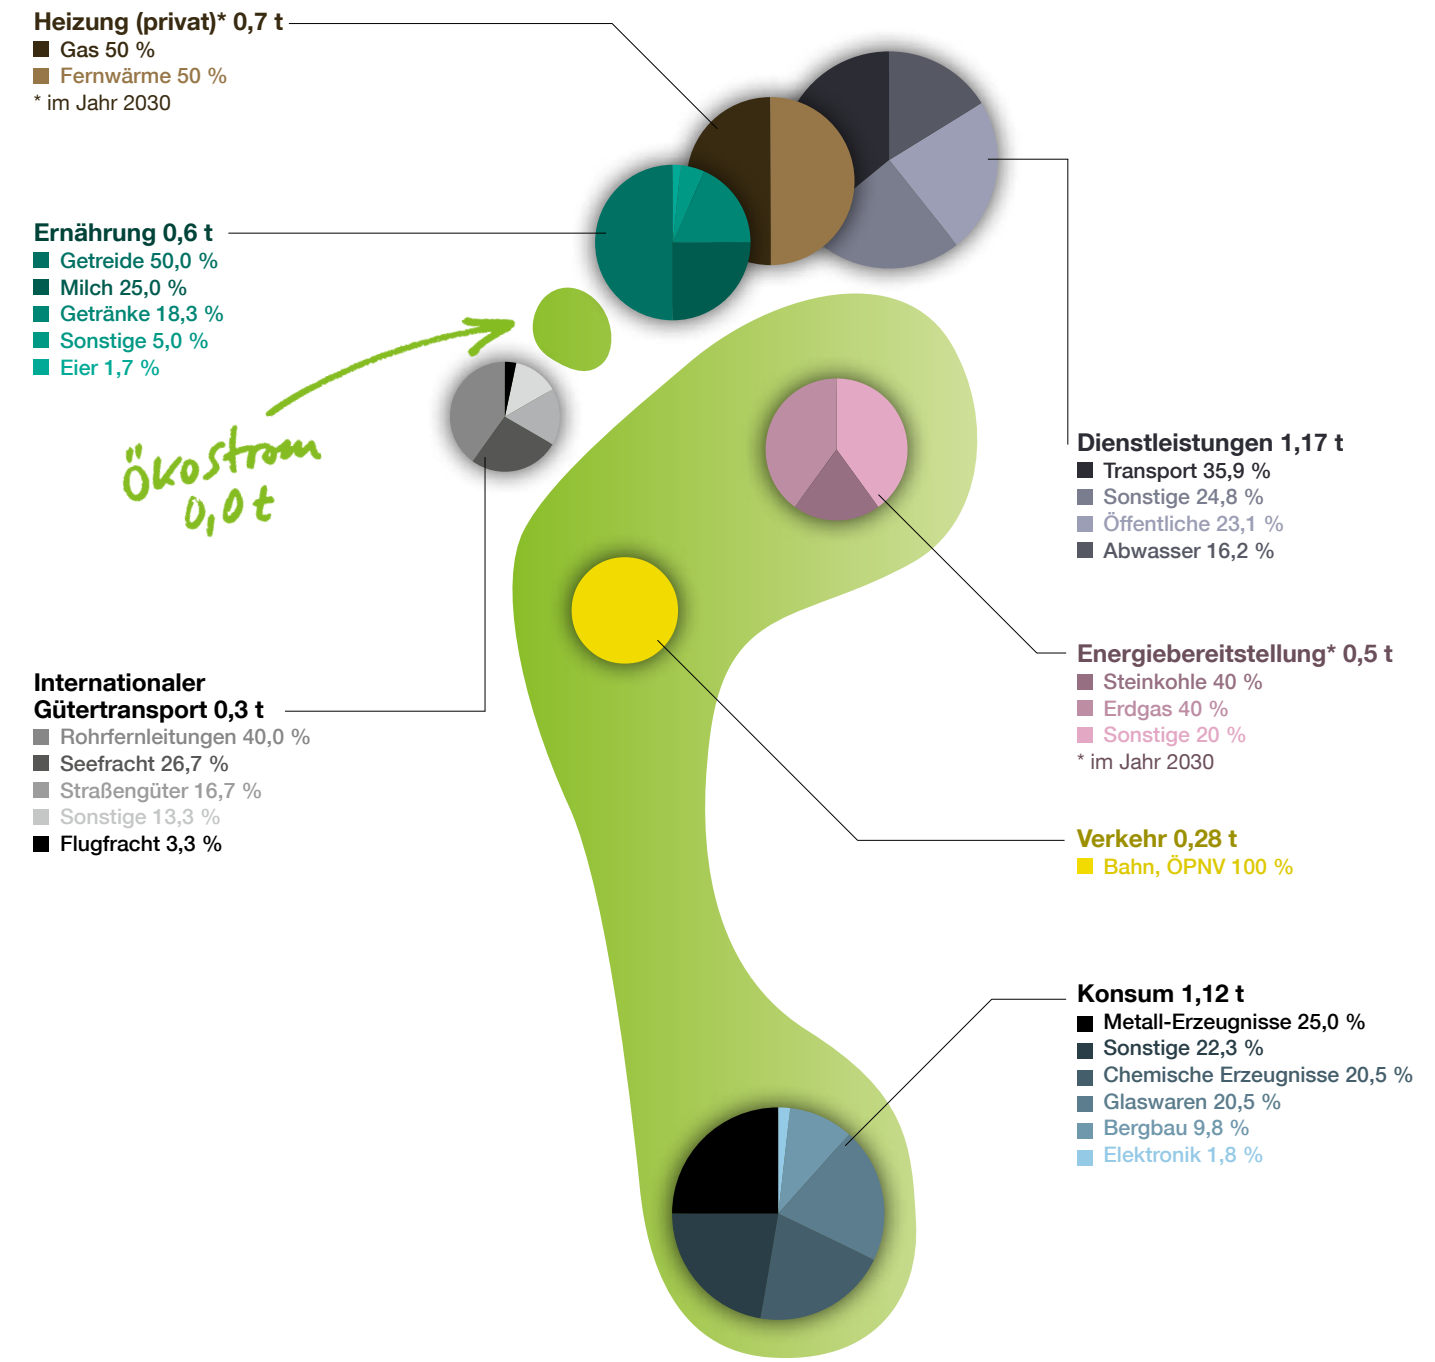 Heizung (privat)* 0,7 t
Gas 50 %
Fernwärme 50 %
* im Jahr 2030
Ernährung 0,6 t
Getreide 50,0 %
Milch 25,0 %
Getränke 18,3 %
Sonstige 5,0 %
Eier 1,7 %
Ökostrom
0,0 t
Internationaler
Gütertransport 0,3 t
Rohrfernleitungen 40,0 %
Seefracht 26,7 %
Straßengüter 16,7 %
Sonstige 13,3 %
Flugfracht 3,3 %
Dienstleistungen 1,17 t
Transport 35,9 %
Sonstige 24,8 %
Öffentliche 23,1 %
Abwasser 16,2 %
Energiebereitstellung* 0,5 t
Steinkohle 40 %
Erdgas 40 %
Sonstige 20 %
* im Jahr 2030
Verkehr 0,28 t
Bahn, ÖPNV 100 %
Konsum 1,12 t
Metall-Erzeugnisse 25,0 %
Sonstige 22,3 %
Chemische Erzeugnisse 20,5 %
Glaswaren 20,5 %
Bergbau 9,8 %
Elektronik 1,8 %